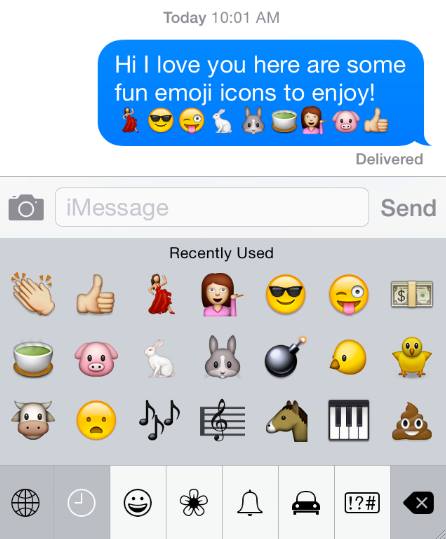 Today 10:01 AM
Hi I love you here are some
fun emoji icons to enjoy!
💃😎😜🐇🐰🍵💁🐷👍
Delivered
iMessage
Send
Recently Used
!?#